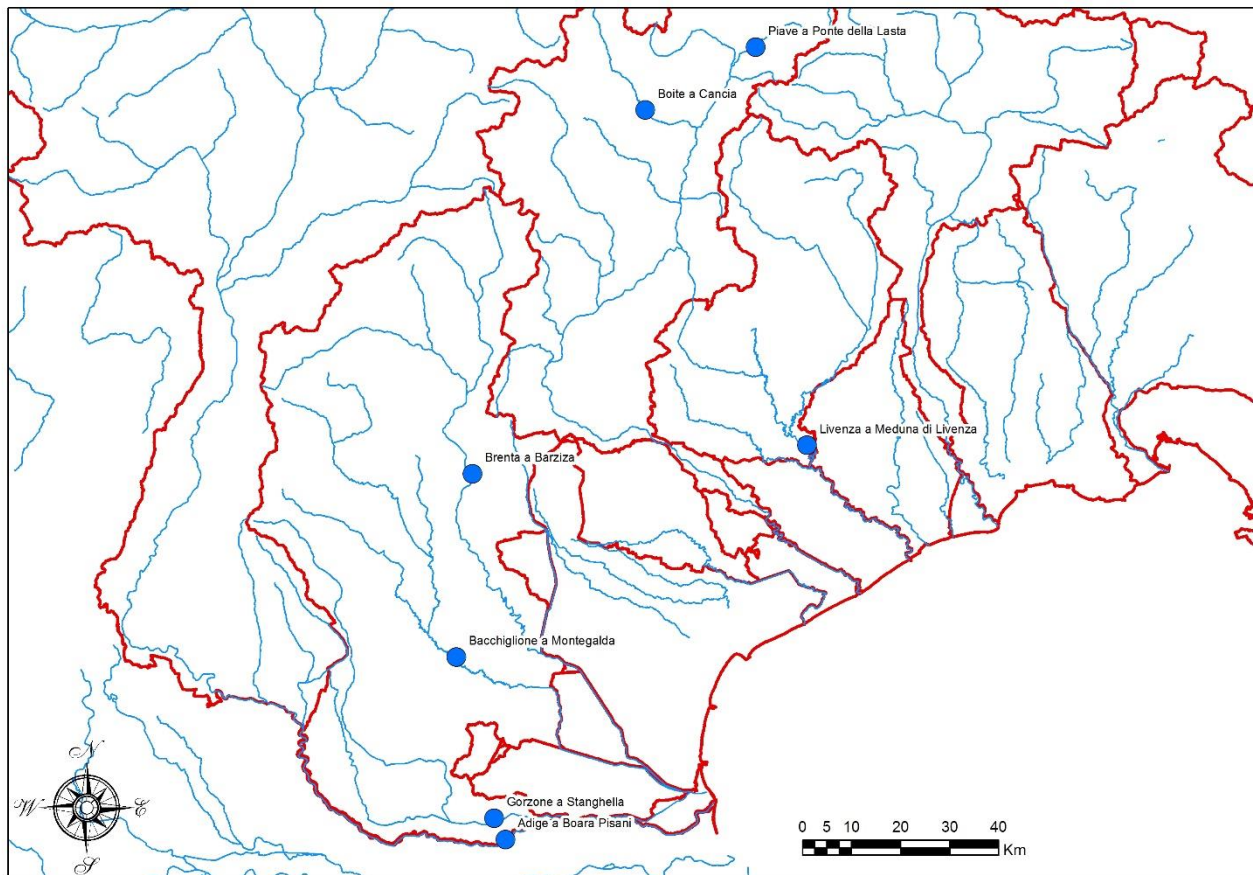 Piave a Ponte della Lasta
Boite a Cancia
Livenza a Meduna di Livenza
Brenta a Barziza
Bacchiglione a Montegalda
N
W E
S
Gorzone a Stanghella
Adige a Boara Pisani
0 5 10 20 30 40
Km